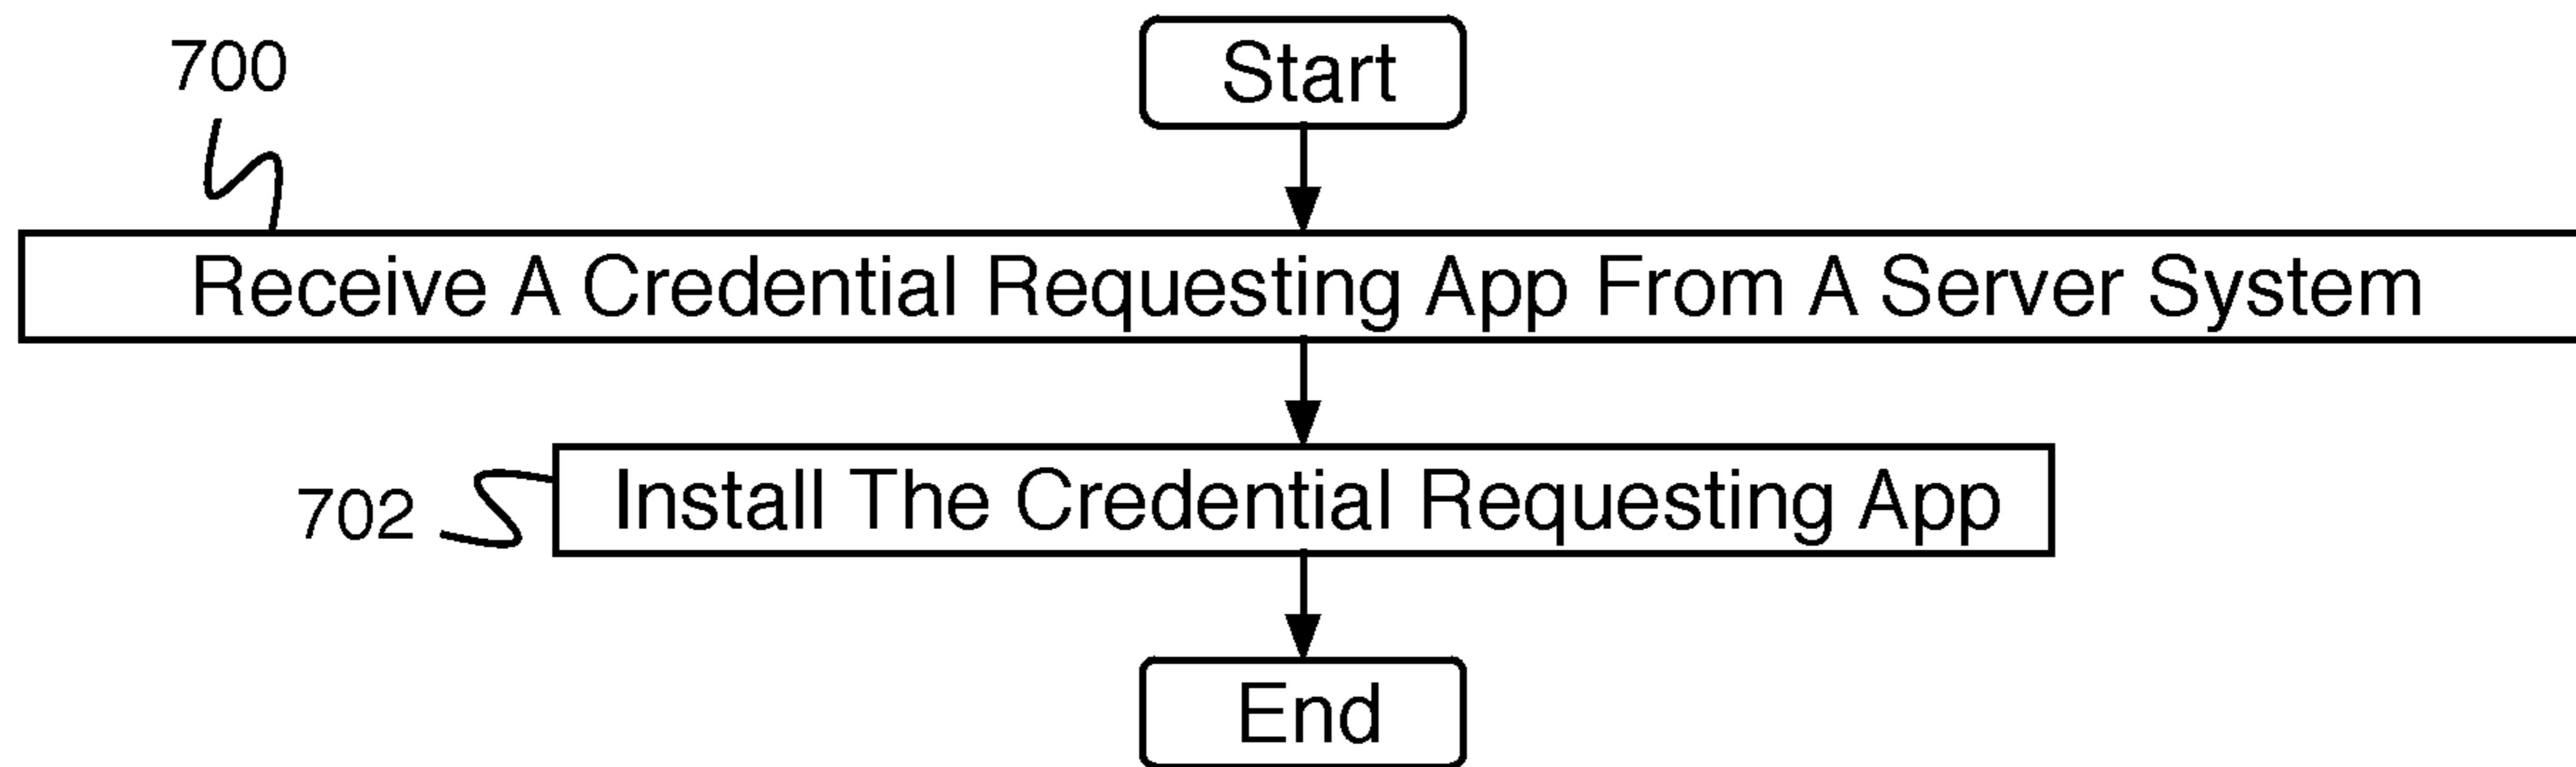 Start
700
Receive A Credential Requesting App From A Server System
702
Install The Credential Requesting App
End